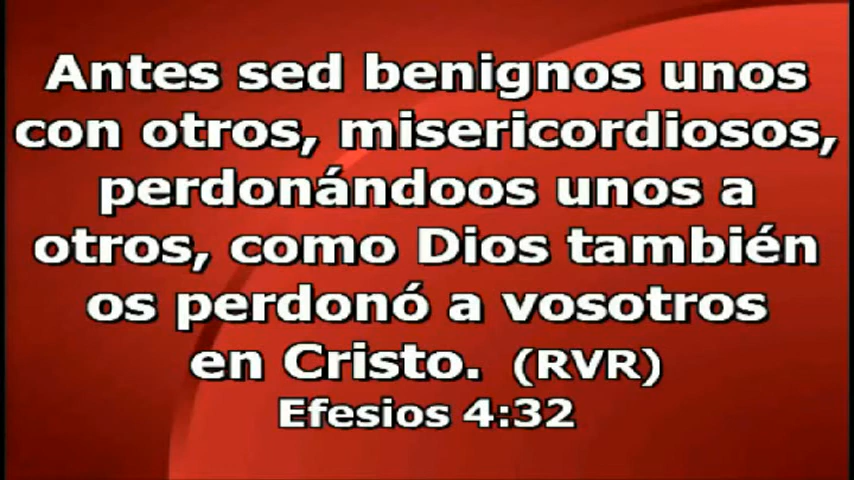 Antes sed benignos unos
con otros, misericordiosos,
perdonándoos unos a
otros, como Dios también
os perdonó a vosotros
en Cristo. (RVR)
Efesios 4:32